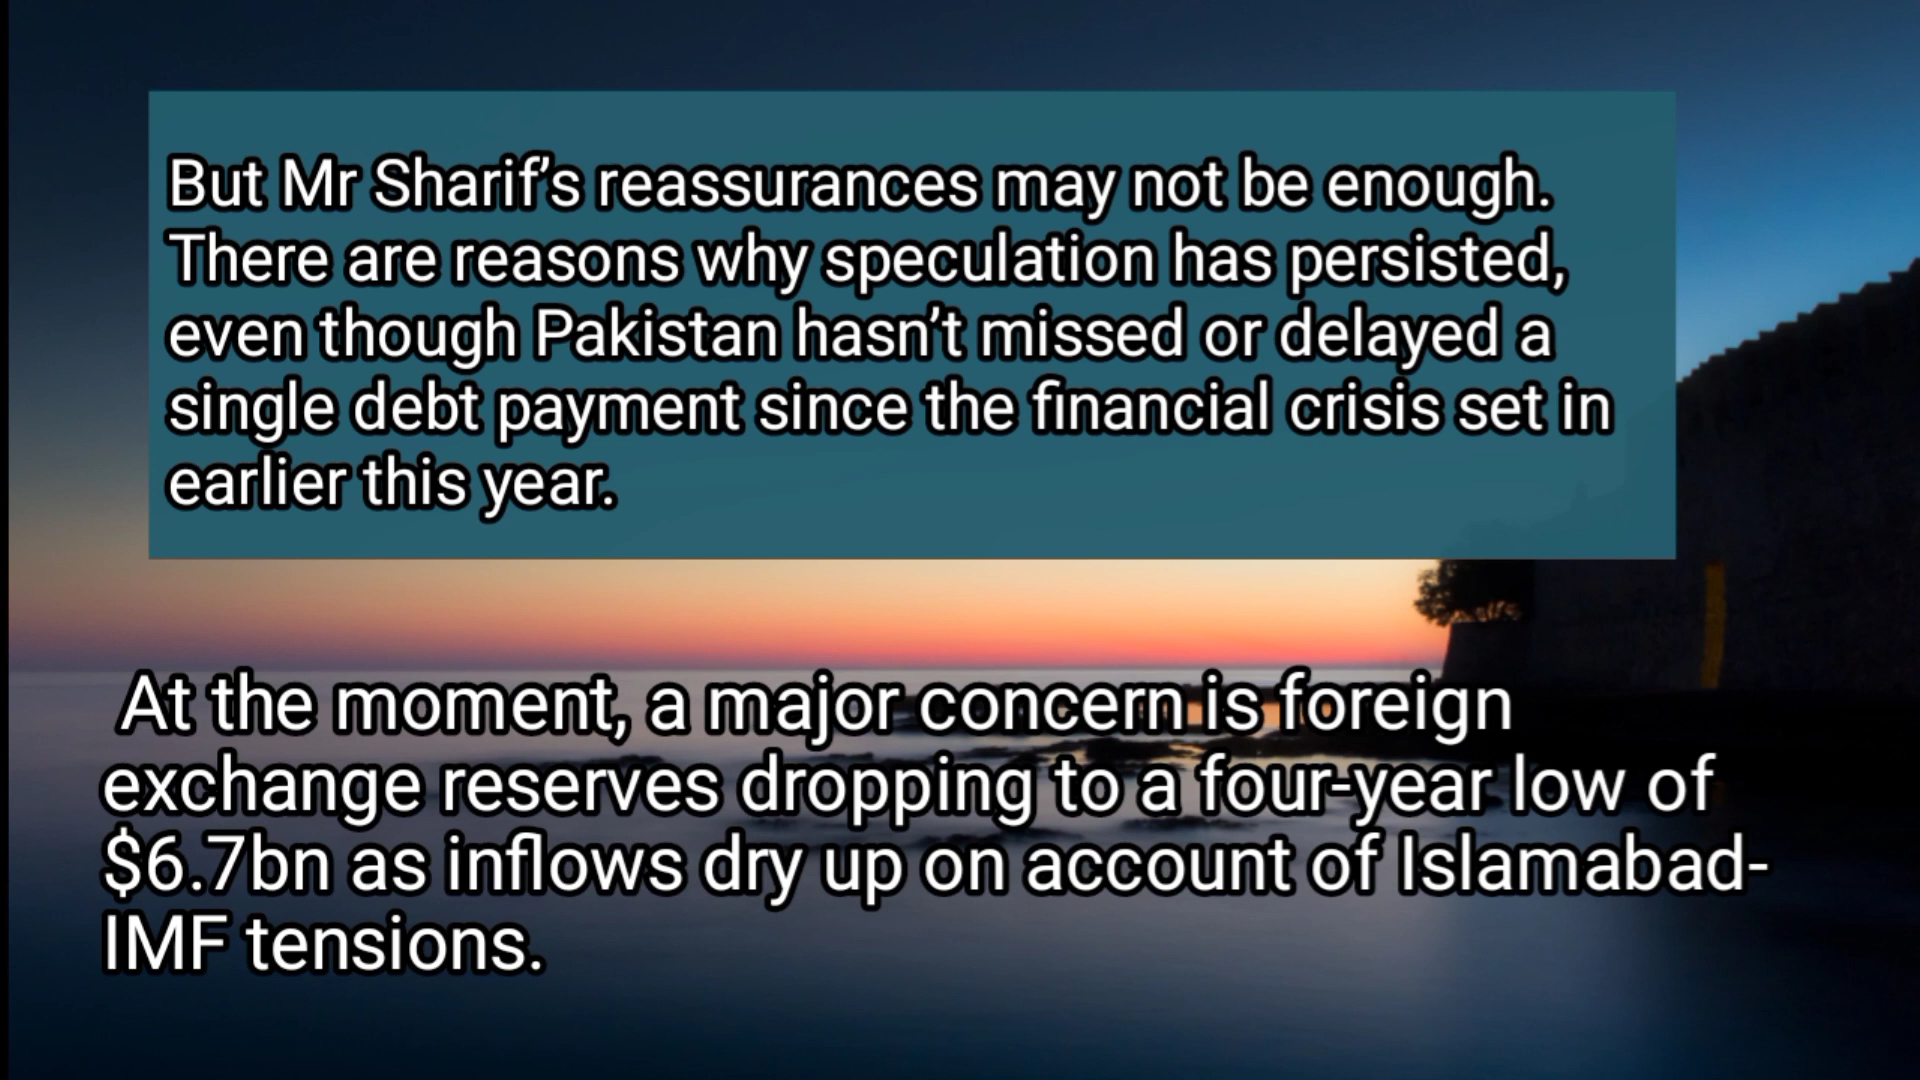 But Mr Sharif’s reassurances may not be enough.
There are reasons why speculation has persisted,
even though Pakistan hasn’t missed or delayed a
single debt payment since the financial crisis set in
earlier this year.
At the moment, a major concern is foreign
exchange reserves dropping to a four-year low of
$6.7bn as inflows dry up on account of Islamabad-
IMF tensions.